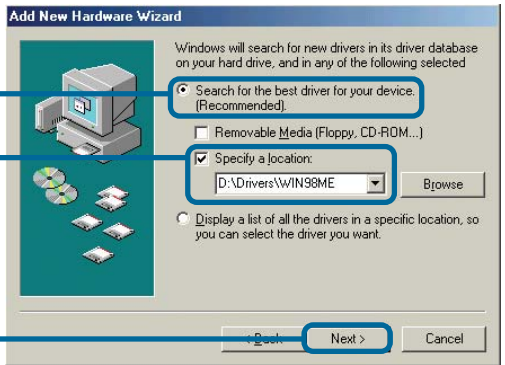 Add New Hardware Wizard
Windows will search for new drivers in its driver database
on your hard drive, and in any of the following selected
Search for the best driver for your device.
(Recommended).
Removable Media (Floppy, CD-ROM...)
Specify a location:
D:\Drivers\WIN98ME
Browse
Display a list of all the drivers in a specific location, so
you can select the driver you want.
< Back
Next >
Cancel